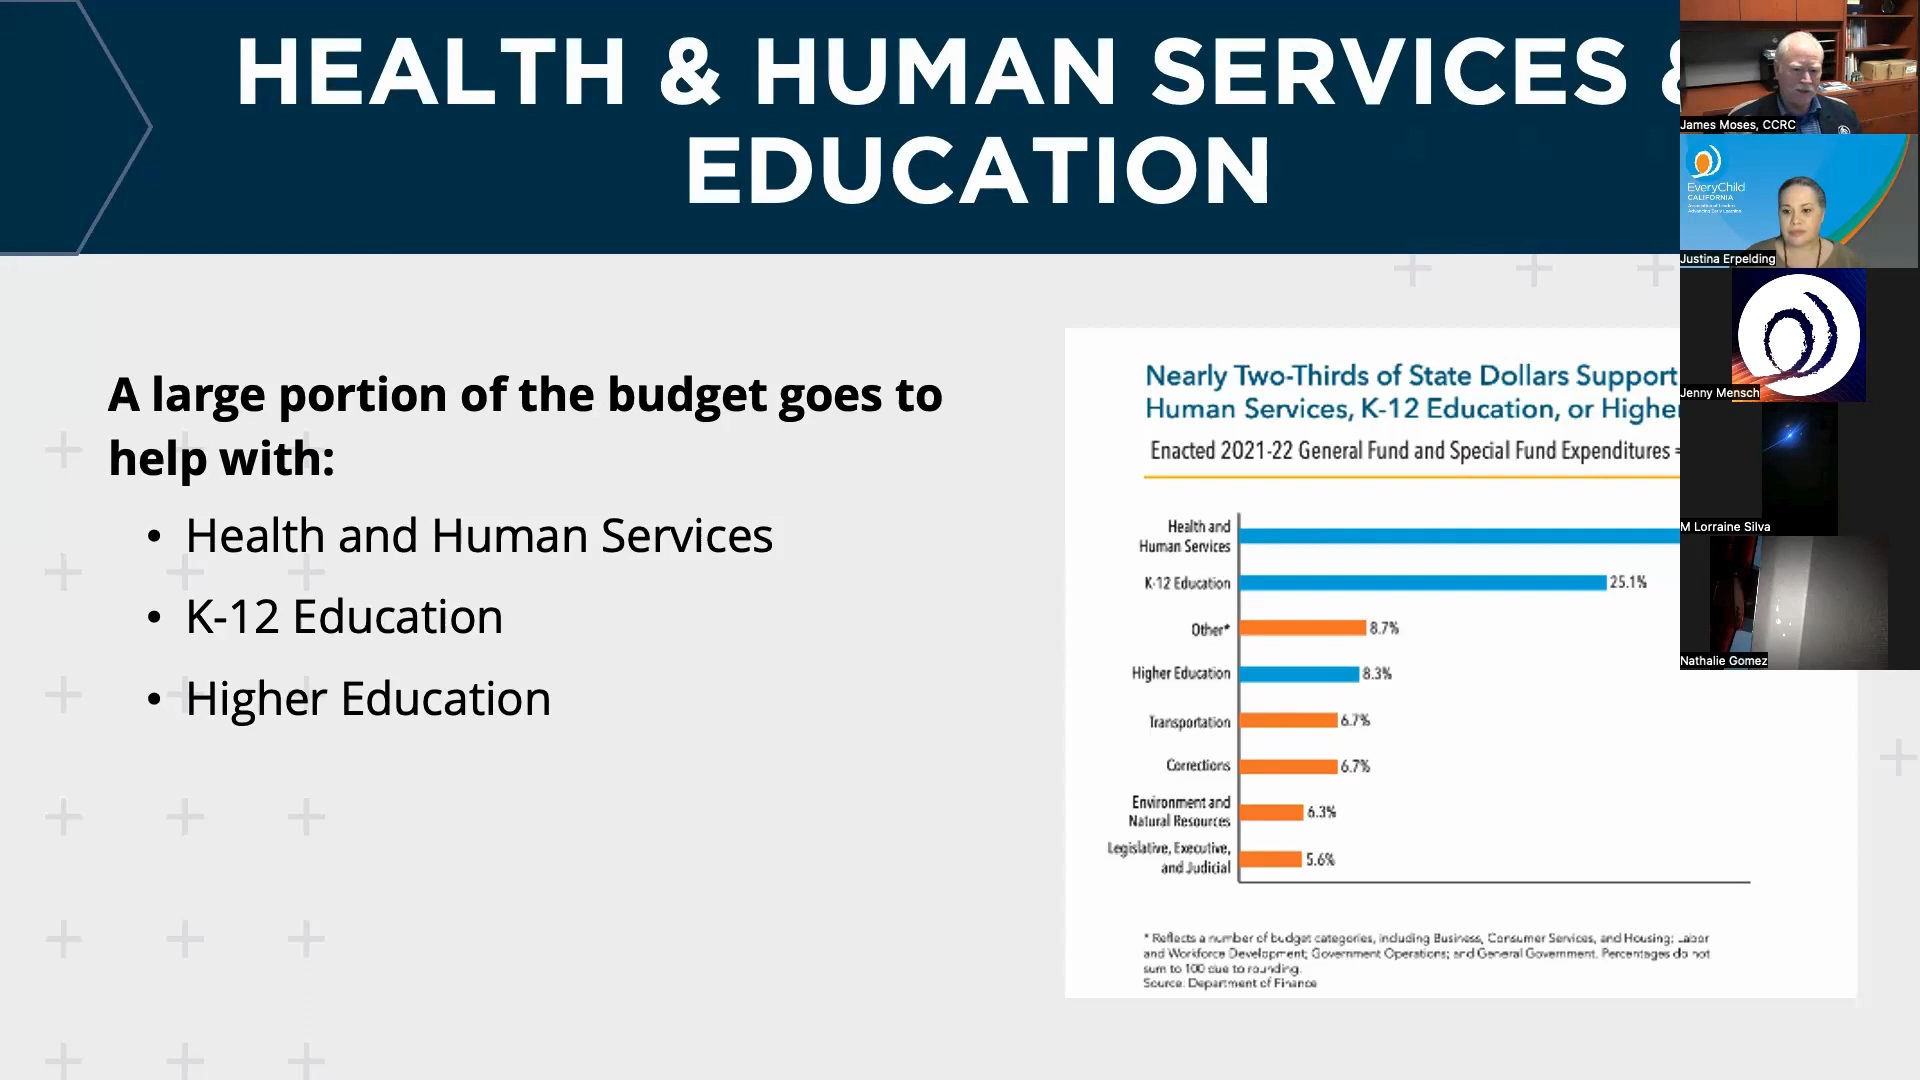 HEALTH & HUMAN SERVICES &
EDUCATION
A large portion of the budget goes to
help with:
• Health and Human Services
• K-12 Education
• Higher Education
Nearly Two-Thirds of State Dollars Support
Human Services, K-12 Education, or Higher
Enacted 2021-22 General Fund and Special Fund Expenditures =
Health and
Human Services
K-12 Education 25.1%
Other* 8.7%
Higher Education 8.3%
Transportation 6.7%
Corrections 6.7%
Environment and
Natural Resources 6.3%
Legislative, Executive,
and Judicial 5.6%
* Reflects a number of budget categories, including Business, Consumer Services, and Housing; Labor
and Workforce Development; Government Operations; and General Government. Percentages do not
sum to 100 due to rounding.
Source: Department of Finance
James Moses, CCRC
EveryChild
CALIFORNIA
Justina Erpelding
Jenny Mensch
M Lorraine Silva
Nathalie Gomez